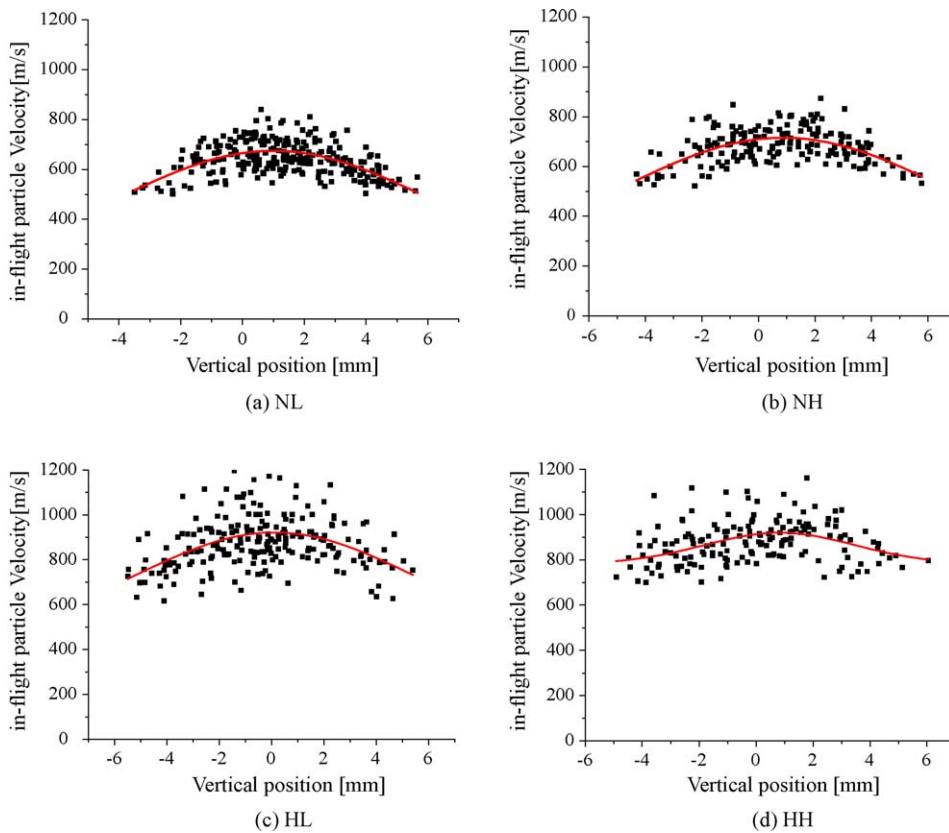 1200
1000
800
600
400
200
0
-4 -2 0 2 4 6
in-flight particle Velocity[m/s]
Vertical position [mm]
(a) NL
1200
1000
800
600
400
200
0
-6 -4 -2 0 2 4 6
in-flight particle Velocity[m/s]
Vertical position [mm]
(b) NH
1200
1000
800
600
400
200
0
-6 -4 -2 0 2 4 6
in-flight particle Velocity[m/s]
Vertical position [mm]
(c) HL
1200
1000
800
600
400
200
0
-6 -4 -2 0 2 4 6
in-flight particle Velocity[m/s]
Vertical position [mm]
(d) HH